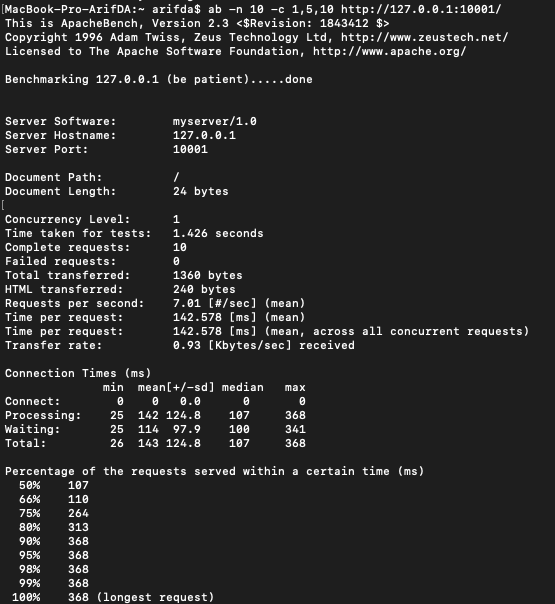 [MacBook-Pro-ArifDA:~ arifda$ ab -n 10 -c 1,5,10 http://127.0.0.1:10001/
This is ApacheBench, Version 2.3 <$Revision: 1843412 $>
Copyright 1996 Adam Twiss, Zeus Technology Ltd, http://www.zeustech.net/
Licensed to The Apache Software Foundation, http://www.apache.org/

Benchmarking 127.0.0.1 (be patient).....done


Server Software:        myserver/1.0
Server Hostname:        127.0.0.1
Server Port:            10001

Document Path:          /
Document Length:        24 bytes
[
Concurrency Level:      1
Time taken for tests:   1.426 seconds
Complete requests:      10
Failed requests:        0
Total transferred:      1360 bytes
HTML transferred:       240 bytes
Requests per second:    7.01 [#/sec] (mean)
Time per request:       142.578 [ms] (mean)
Time per request:       142.578 [ms] (mean, across all concurrent requests)
Transfer rate:          0.93 [Kbytes/sec] received

Connection Times (ms)
              min  mean[+/-sd] median   max
Connect:        0    0   0.0      0       0
Processing:    25  142 124.8    107     368
Waiting:       25  114  97.9    100     341
Total:         26  143 124.8    107     368

Percentage of the requests served within a certain time (ms)
  50%    107
  66%    110
  75%    264
  80%    313
  90%    368
  95%    368
  98%    368
  99%    368
 100%    368 (longest request)